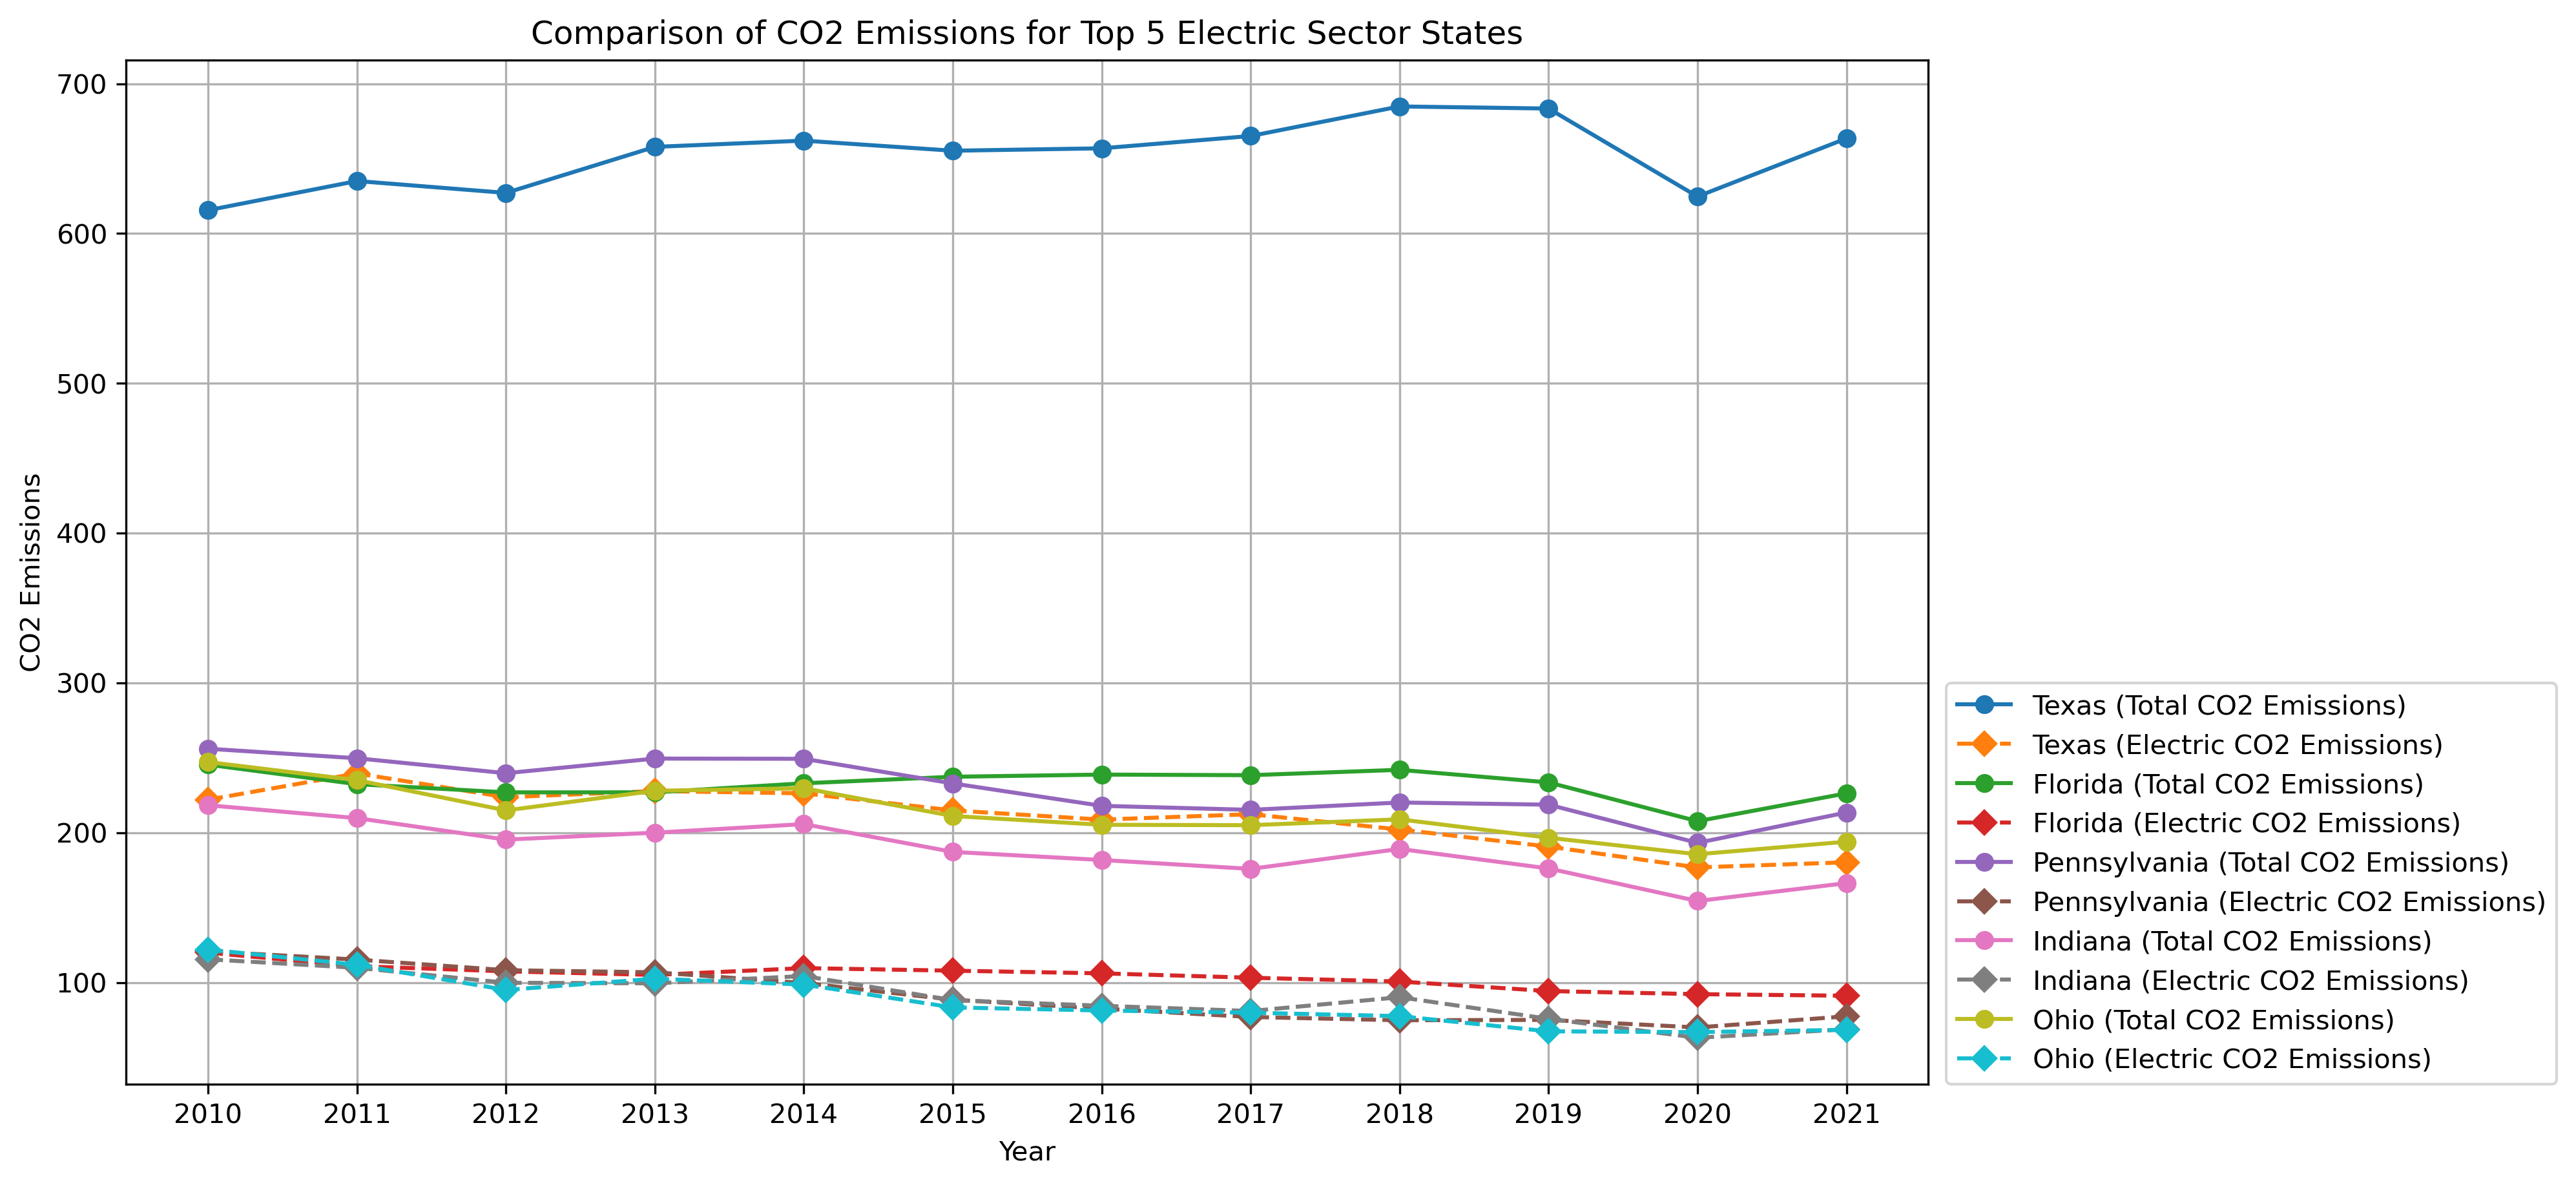 Comparison of CO2 Emissions for Top 5 Electric Sector States
700
600
500
400
300
200
100
CO2 Emissions
2010 2011 2012 2013 2014 2015 2016 2017 2018 2019 2020 2021
Year
Texas (Total CO2 Emissions)
Texas (Electric CO2 Emissions)
Florida (Total CO2 Emissions)
Florida (Electric CO2 Emissions)
Pennsylvania (Total CO2 Emissions)
Pennsylvania (Electric CO2 Emissions)
Indiana (Total CO2 Emissions)
Indiana (Electric CO2 Emissions)
Ohio (Total CO2 Emissions)
Ohio (Electric CO2 Emissions)